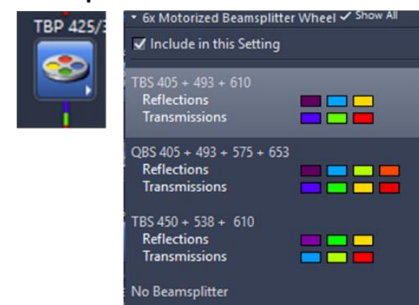 TBP 425/3
6x Motorized Beamsplitter Wheel ✓ Show All
Include in this Setting
TBS 405 + 493 + 610
Reflections
Transmissions
QBS 405 + 493 + 575 + 653
Reflections
Transmissions
TBS 450 + 538 + 610
Reflections
Transmissions
No Beamsplitter